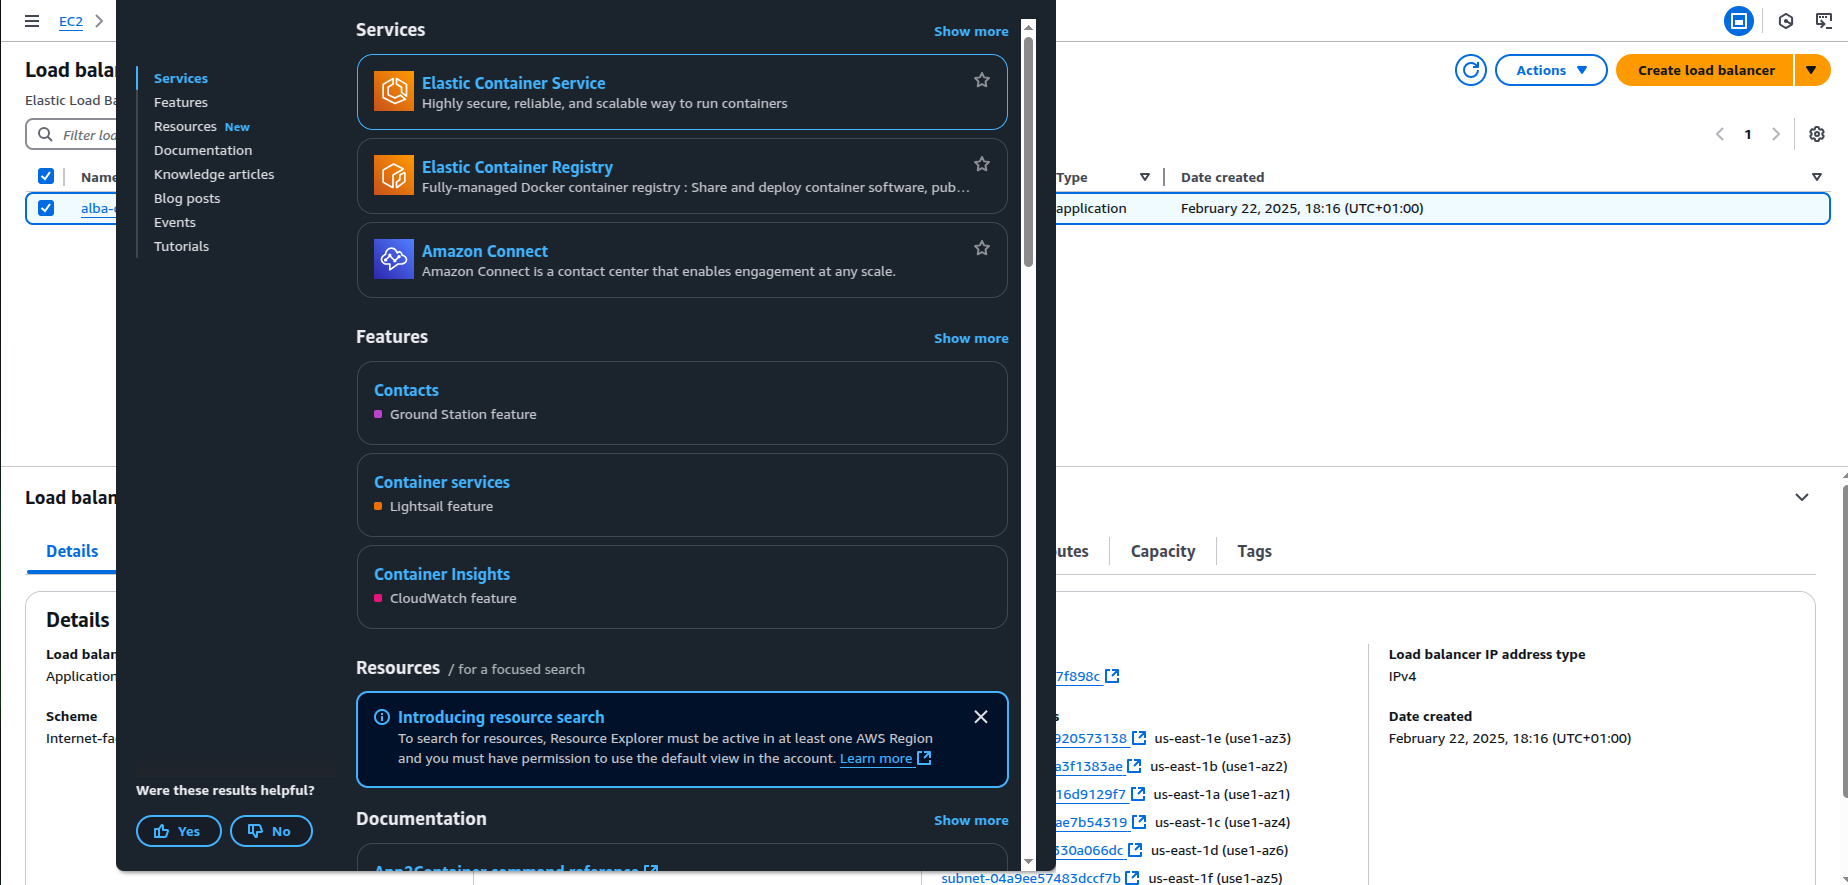 EC2
Load balan
Elastic Load Ba
Filter loa
Name
alba-
Services
Features
Resources New
Documentation
Knowledge articles
Blog posts
Events
Tutorials
Were these results helpful?
Yes
No
Services
Show more
Elastic Container Service
Highly secure, reliable, and scalable way to run containers
Elastic Container Registry
Fully-managed Docker container registry : Share and deploy container software, pub…
Amazon Connect
Amazon Connect is a contact center that enables engagement at any scale.
Features
Show more
Contacts
Ground Station feature
Container services
Lightsail feature
Container Insights
CloudWatch feature
Resources / for a focused search
Introducing resource search
To search for resources, Resource Explorer must be active in at least one AWS Region
and you must have permission to use the default view in the account. Learn more
Documentation
Show more
App2Container command reference
Actions
Create load balancer
1
Type
Date created
application
February 22, 2025, 18:16 (UTC+01:00)
Load balan
Details
utes
Capacity
Tags
Details
Load balan
Application
Scheme
Internet-fa
7f898c
s
920573138 us-east-1e (use1-az3)
a3f1383ae us-east-1b (use1-az2)
16d9129f7 us-east-1a (use1-az1)
ae7b54319 us-east-1c (use1-az4)
330a066dc us-east-1d (use1-az6)
subnet-04a9ee57483dccf7b us-east-1f (use1-az5)
Load balancer IP address type
IPv4
Date created
February 22, 2025, 18:16 (UTC+01:00)